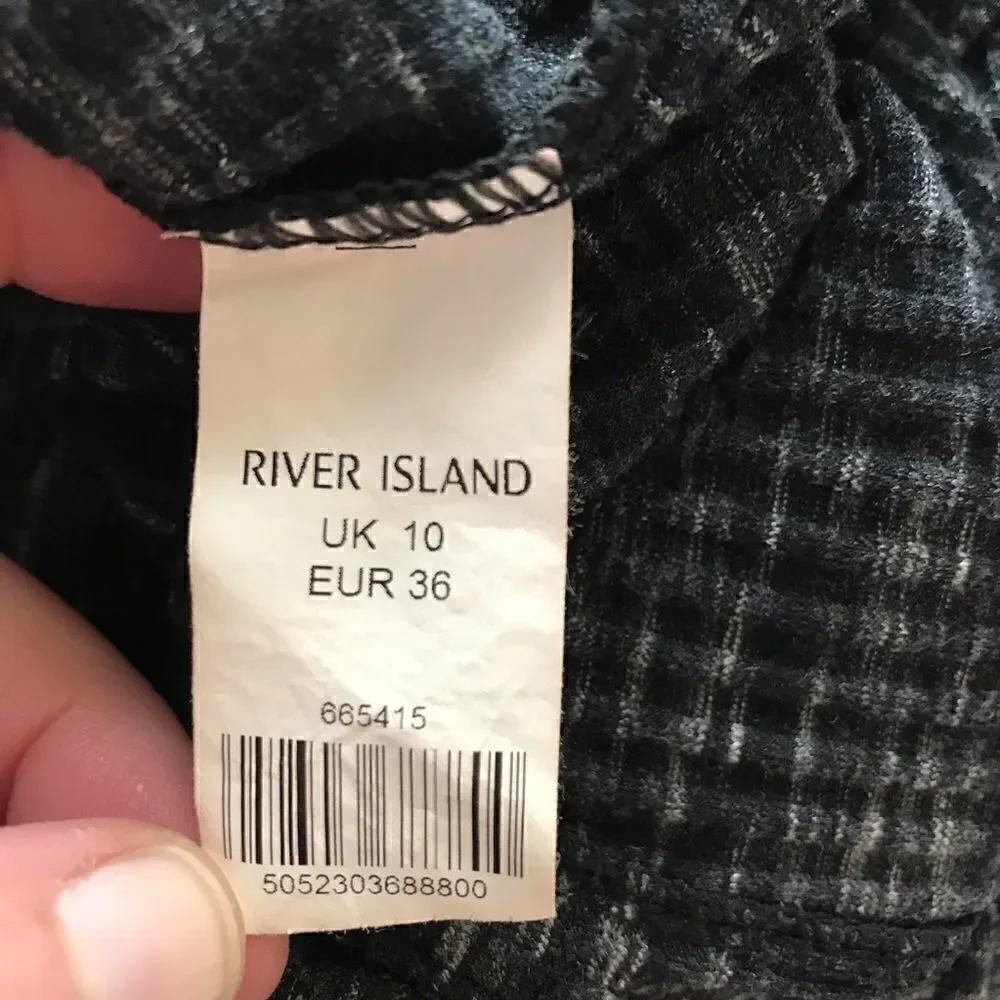 RIVER ISLAND
UK 10
EUR 36
665415
5052303688800